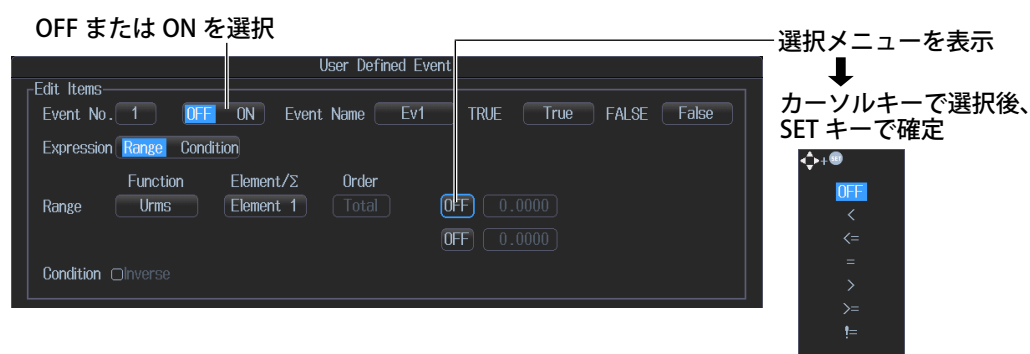 OFF または ON を選択
選択メニューを表示
カーソルキーで選択後、
SET キーで確定
User Defined Event
Edit Items
Event No. 1 OFF ON Event Name Ev1 TRUE True FALSE False
Expression Range Condition
Function Element/Σ Order
Range Urms Element 1 Total OFF 0.0000
OFF 0.0000
Condition Inverse
+ SET
OFF
<
<=
=
>
>=
!=